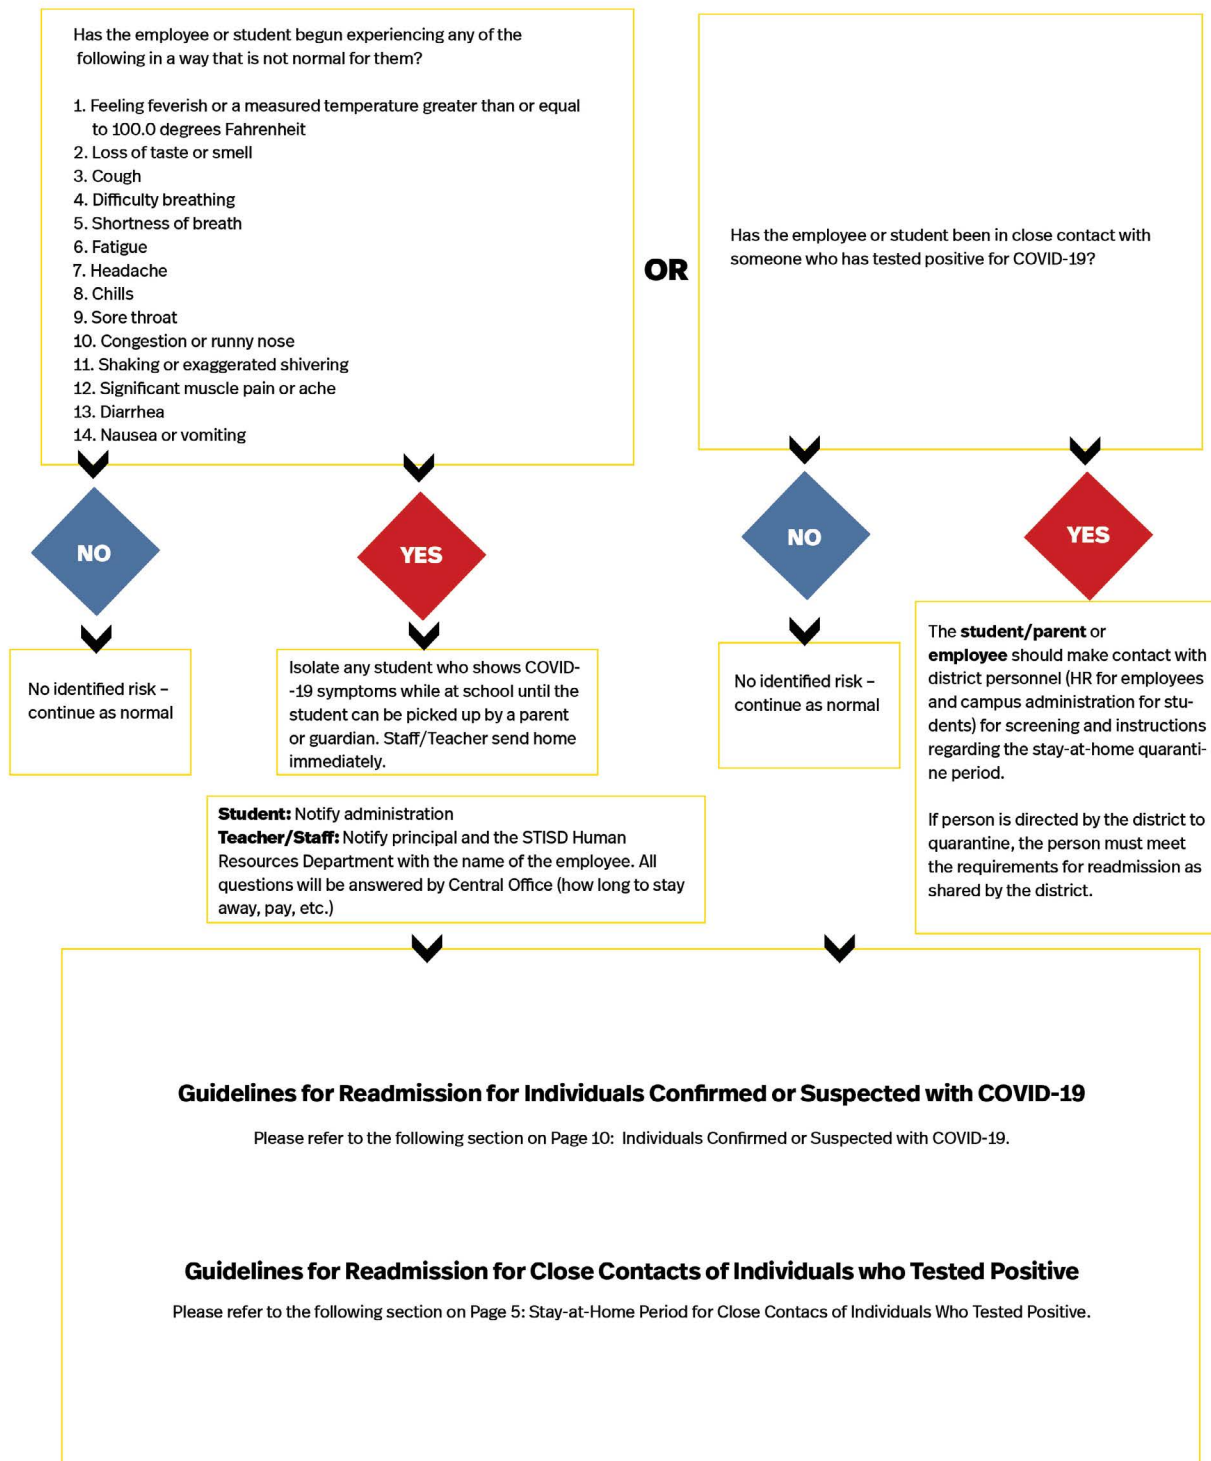 Has the employee or student begun experiencing any of the
following in a way that is not normal for them?
1. Feeling feverish or a measured temperature greater than or equal
to 100.0 degrees Fahrenheit
2. Loss of taste or smell
3. Cough
4. Difficulty breathing
5. Shortness of breath
6. Fatigue
7. Headache
8. Chills
9. Sore throat
10. Congestion or runny nose
11. Shaking or exaggerated shivering
12. Significant muscle pain or ache
13. Diarrhea
14. Nausea or vomiting
OR
Has the employee or student been in close contact with
someone who has tested positive for COVID-19?
NO
YES
NO
YES
No identified risk –
continue as normal
Isolate any student who shows COVID-
-19 symptoms while at school until the
student can be picked up by a parent
or guardian. Staff/Teacher send home
immediately.
Student: Notify administration
Teacher/Staff: Notify principal and the STISD Human
Resources Department with the name of the employee. All
questions will be answered by Central Office (how long to stay
away, pay, etc.)
No identified risk –
continue as normal
The student/parent or
employee should make contact with
district personnel (HR for employees
and campus administration for stu-
dents) for screening and instructions
regarding the stay-at-home quaranti-
ne period.
If person is directed by the district to
quarantine, the person must meet
the requirements for readmission as
shared by the district.
Guidelines for Readmission for Individuals Confirmed or Suspected with COVID-19
Please refer to the following section on Page 10: Individuals Confirmed or Suspected with COVID-19.
Guidelines for Readmission for Close Contacts of Individuals who Tested Positive
Please refer to the following section on Page 5: Stay-at-Home Period for Close Contacs of Individuals Who Tested Positive.